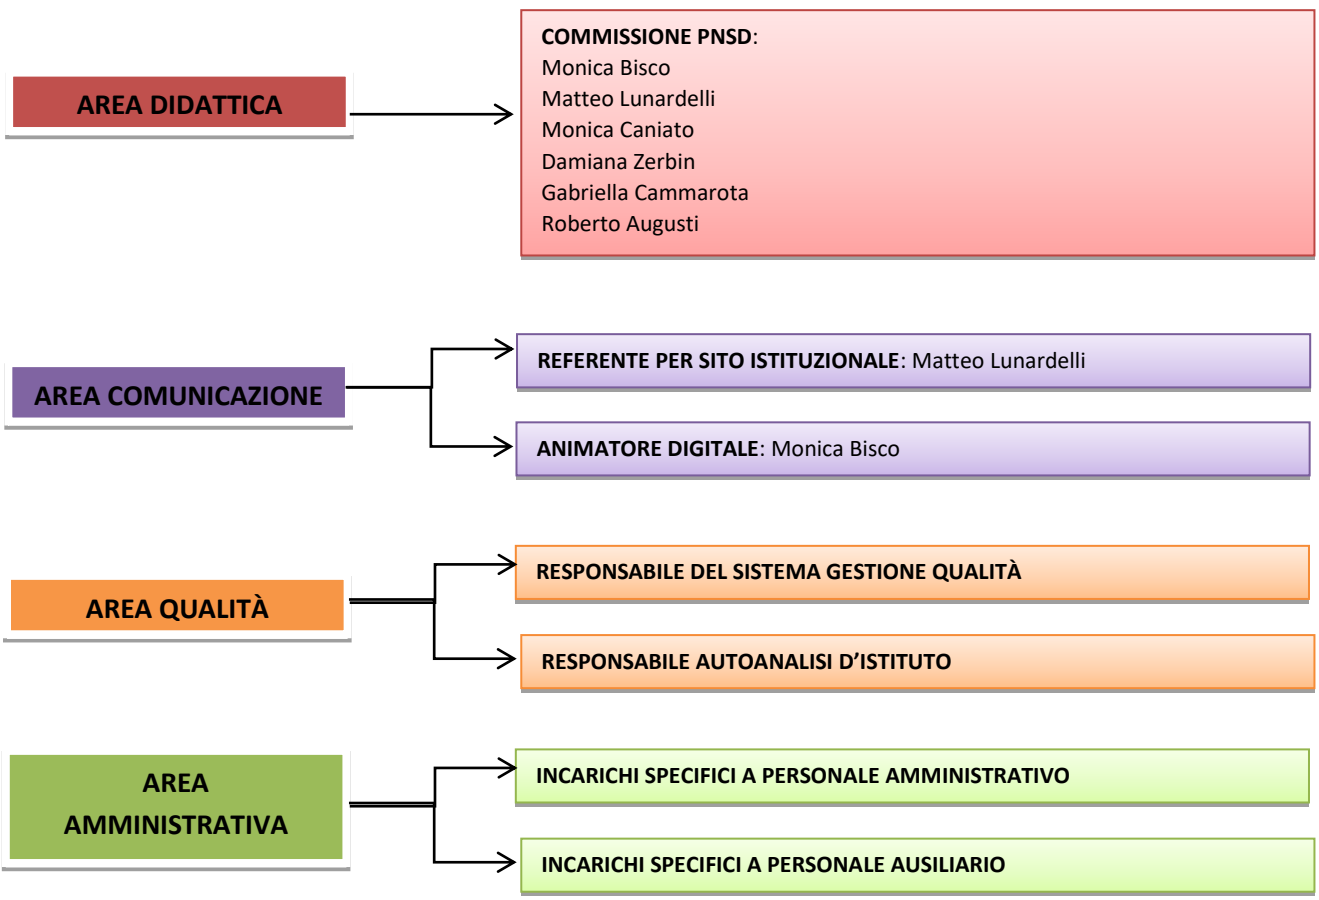 AREA DIDATTICA
COMMISSIONE PNSD:
Monica Bisco
Matteo Lunardelli
Monica Caniato
Damiana Zerbin
Gabriella Cammarota
Roberto Augusti
AREA COMUNICAZIONE
REFERENTE PER SITO ISTITUZIONALE: Matteo Lunardelli
ANIMATORE DIGITALE: Monica Bisco
AREA QUALITÀ
RESPONSABILE DEL SISTEMA GESTIONE QUALITÀ
RESPONSABILE AUTOANALISI D’ISTITUTO
AREA
AMMINISTRATIVA
INCARICHI SPECIFICI A PERSONALE AMMINISTRATIVO
INCARICHI SPECIFICI A PERSONALE AUSILIARIO